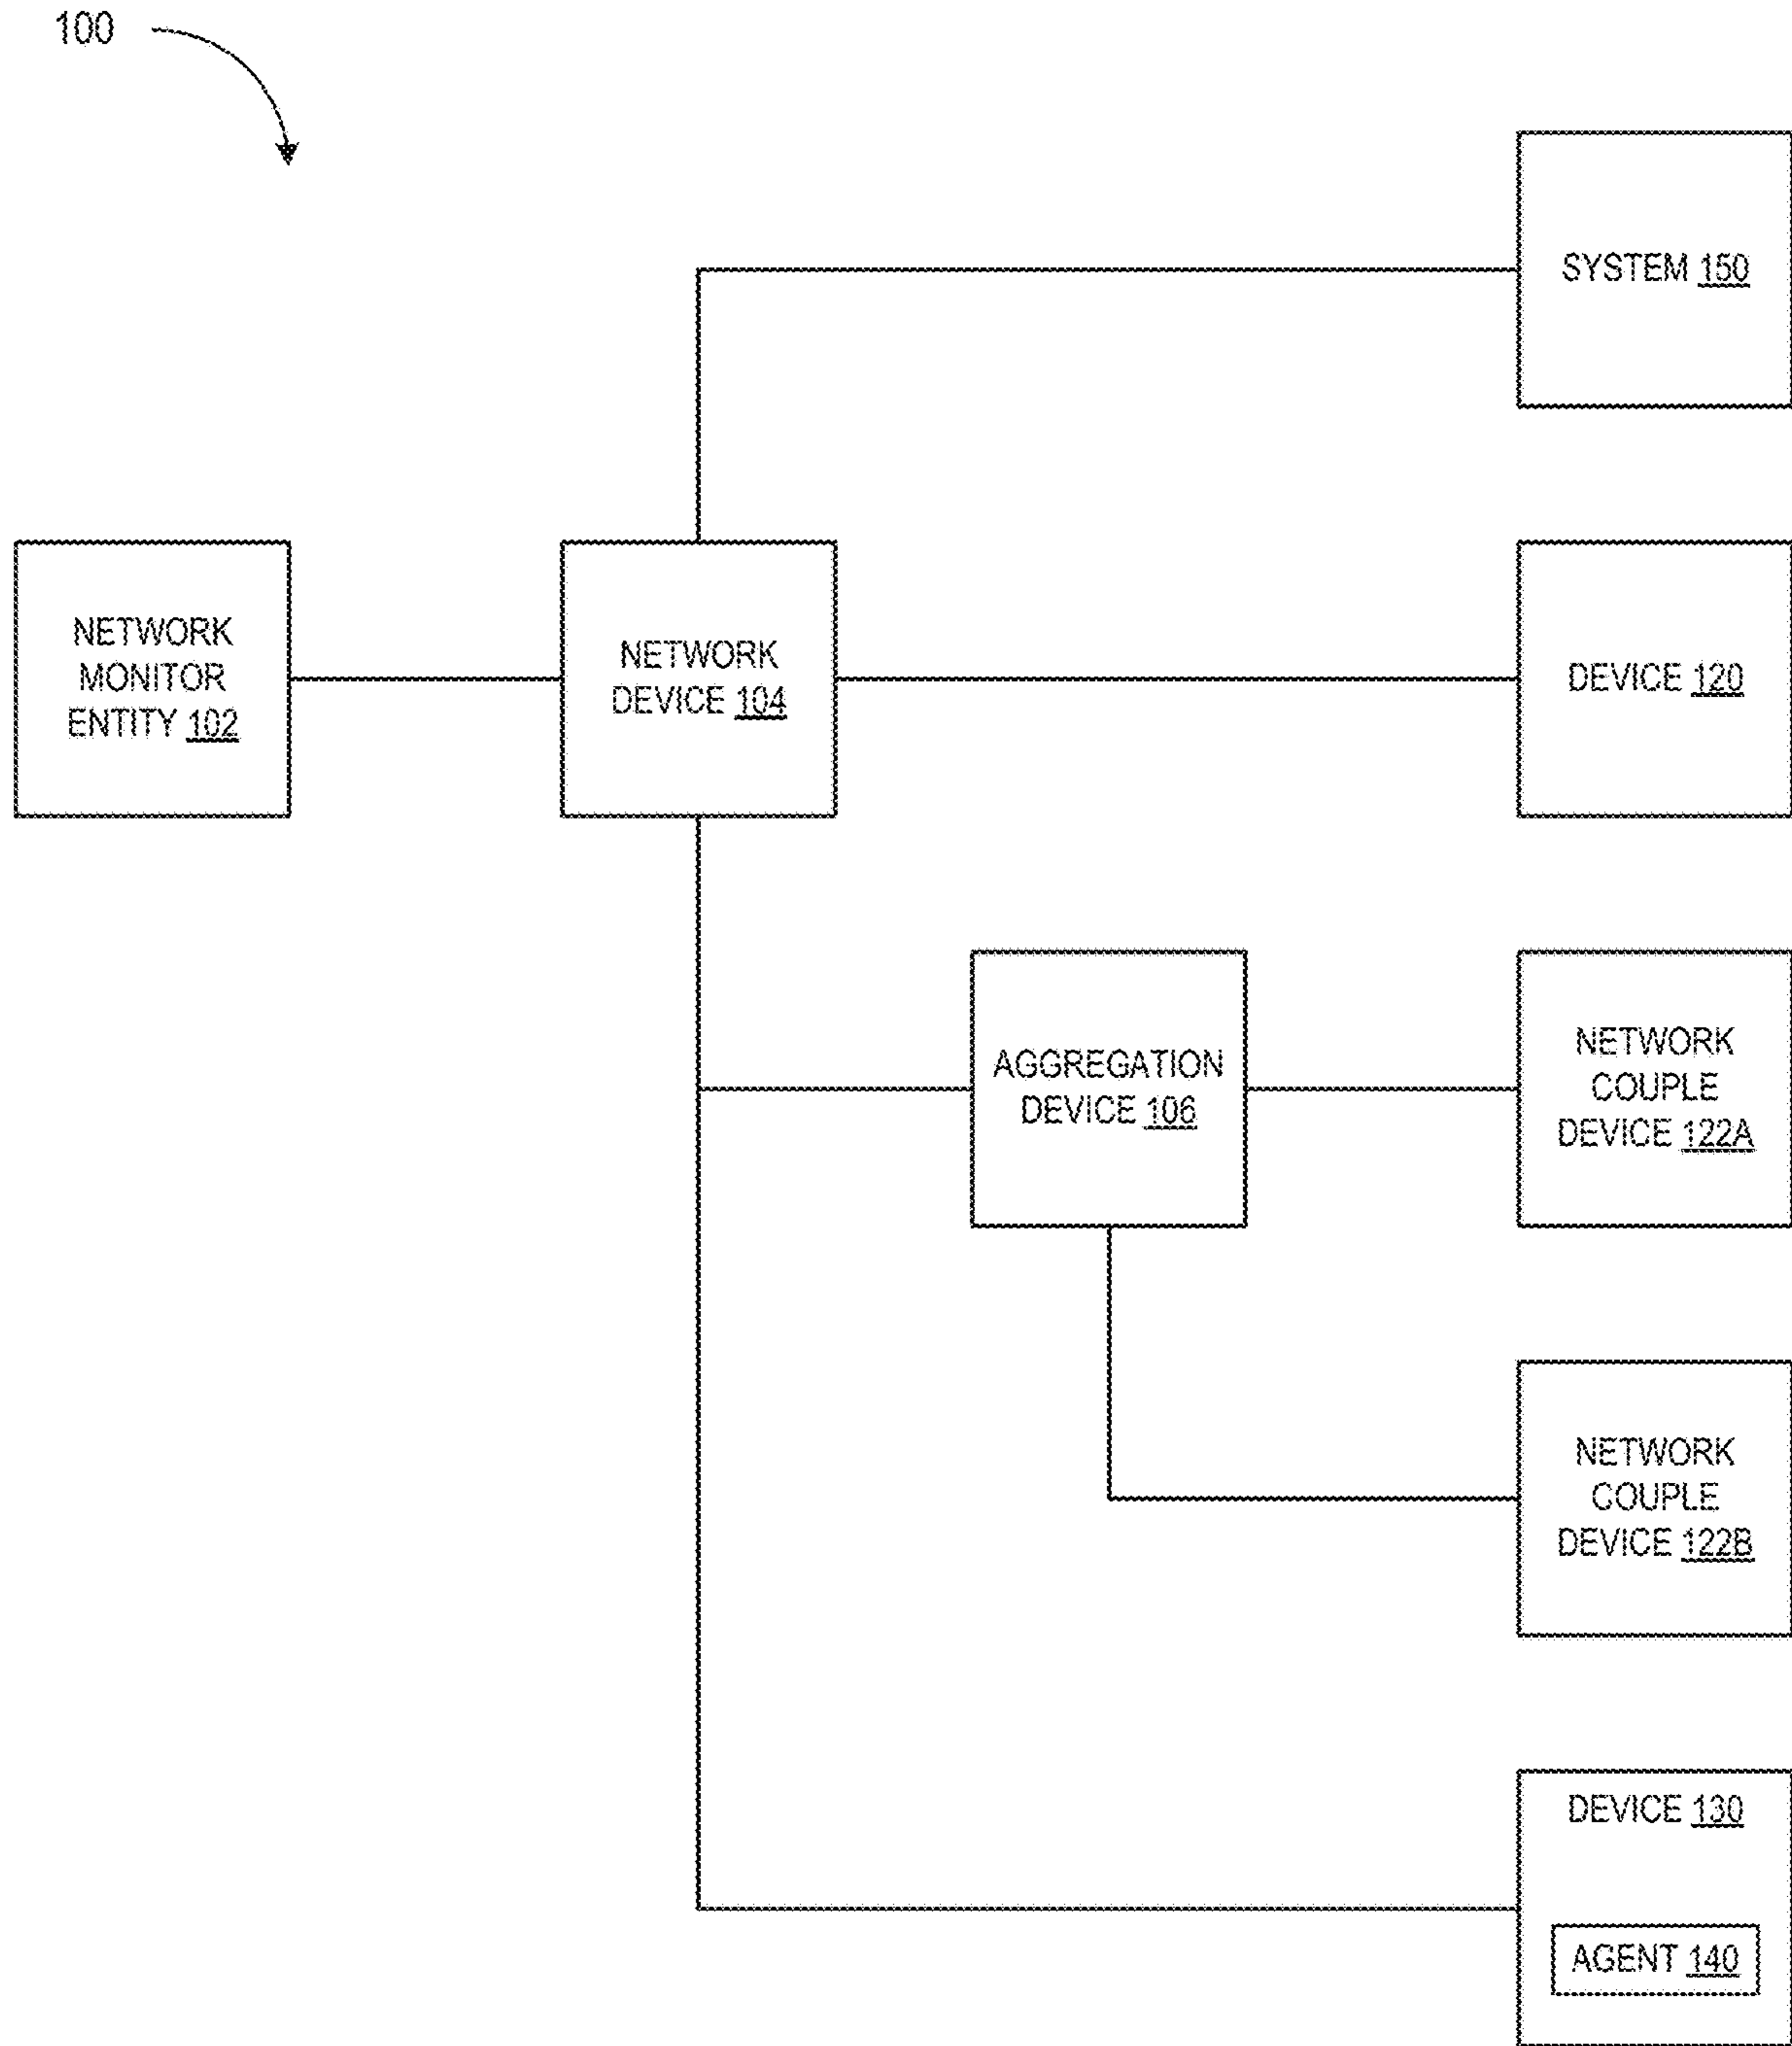 100
SYSTEM 150
NETWORK
MONITOR
ENTITY 102
NETWORK
DEVICE 104
DEVICE 120
AGGREGATION
DEVICE 106
NETWORK
COUPLE
DEVICE 122A
NETWORK
COUPLE
DEVICE 122B
DEVICE 130
AGENT 140